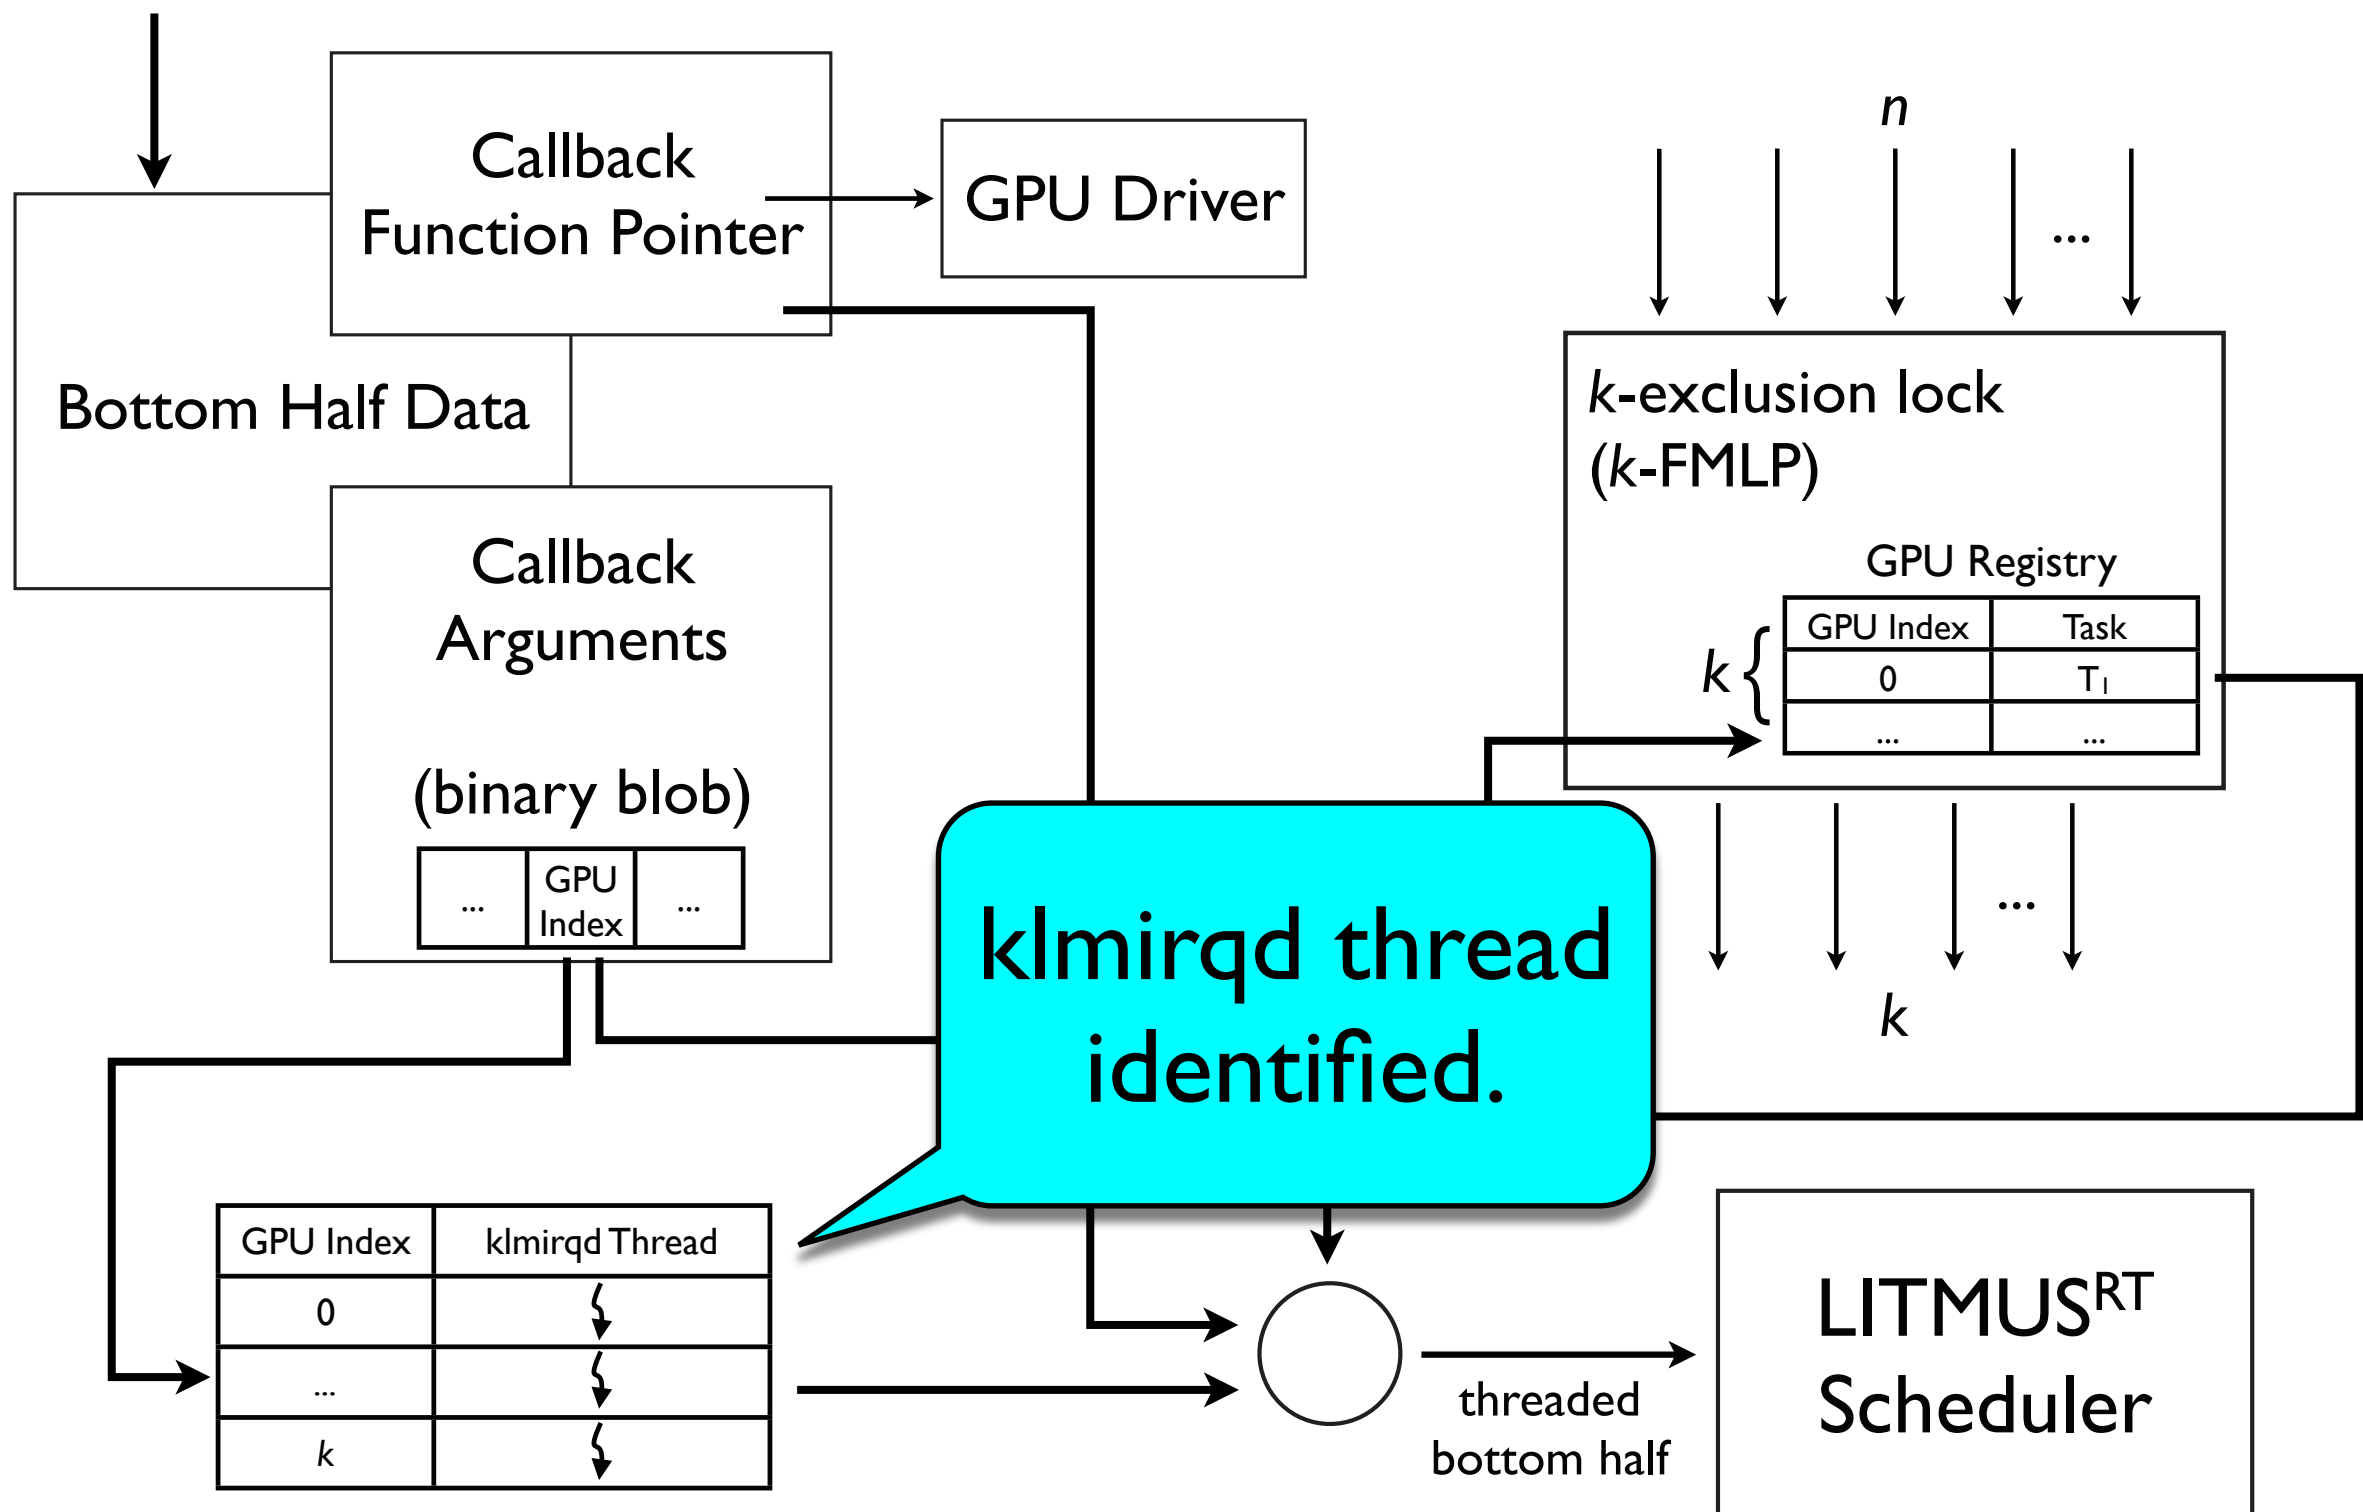 Callback
Function Pointer
GPU Driver
Bottom Half Data
Callback
Arguments
(binary blob)
... GPU Index ...
n
...
k-exclusion lock
(k-FMLP)
GPU Registry
GPU Index Task
k { 0 T1
... ...
...
k
klmirqd thread
identified.
GPU Index klmirqd Thread
0
...
k
threaded
bottom half
LITMUSRT
Scheduler